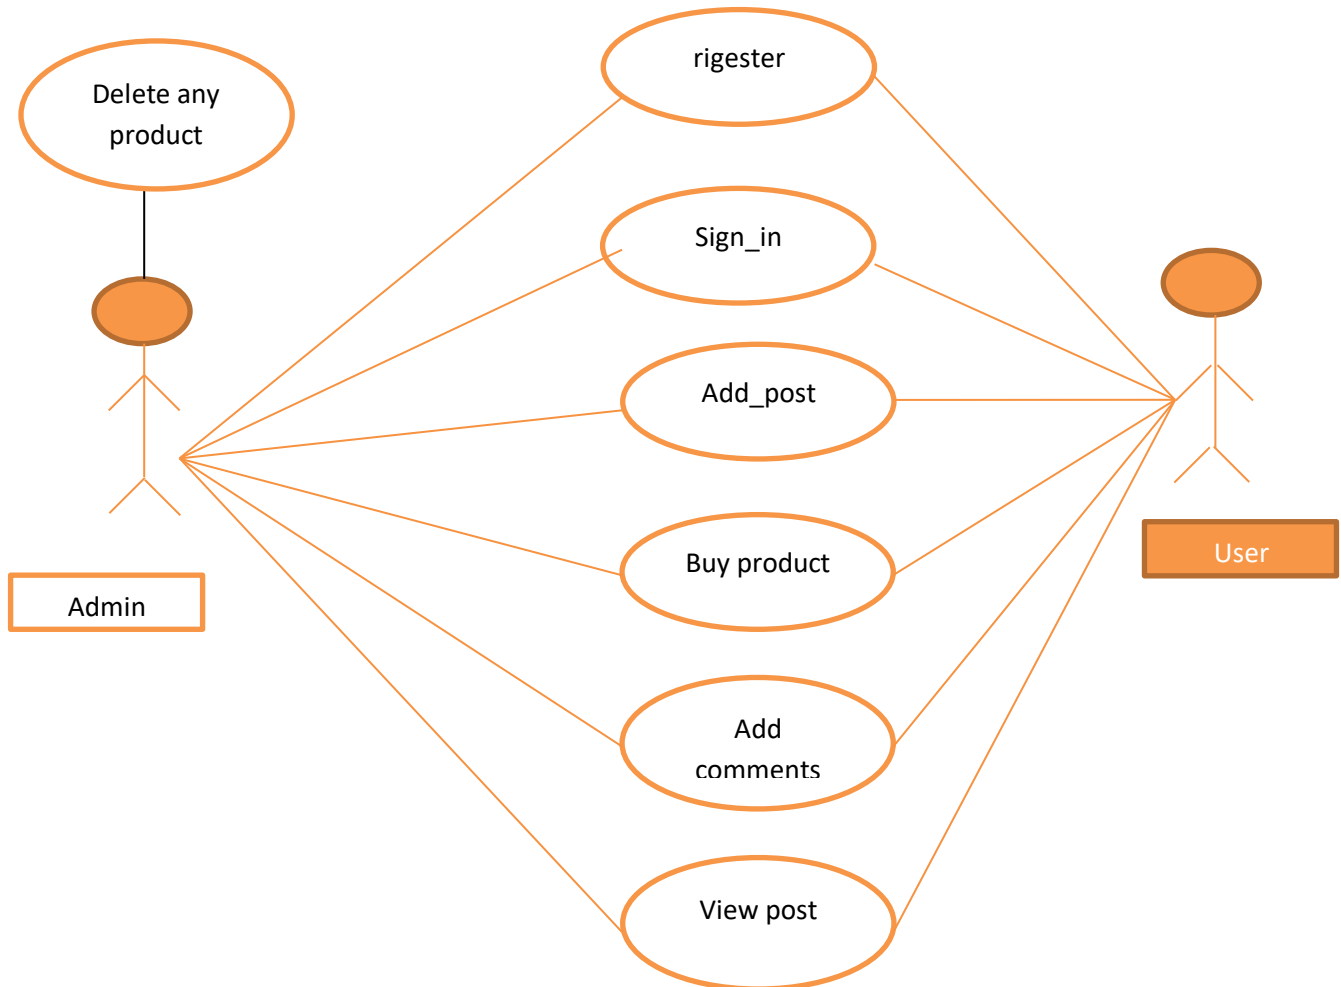 rigester
Delete any
product
Sign_in
Add_post
Buy product
User
Admin
Add
comments
View post